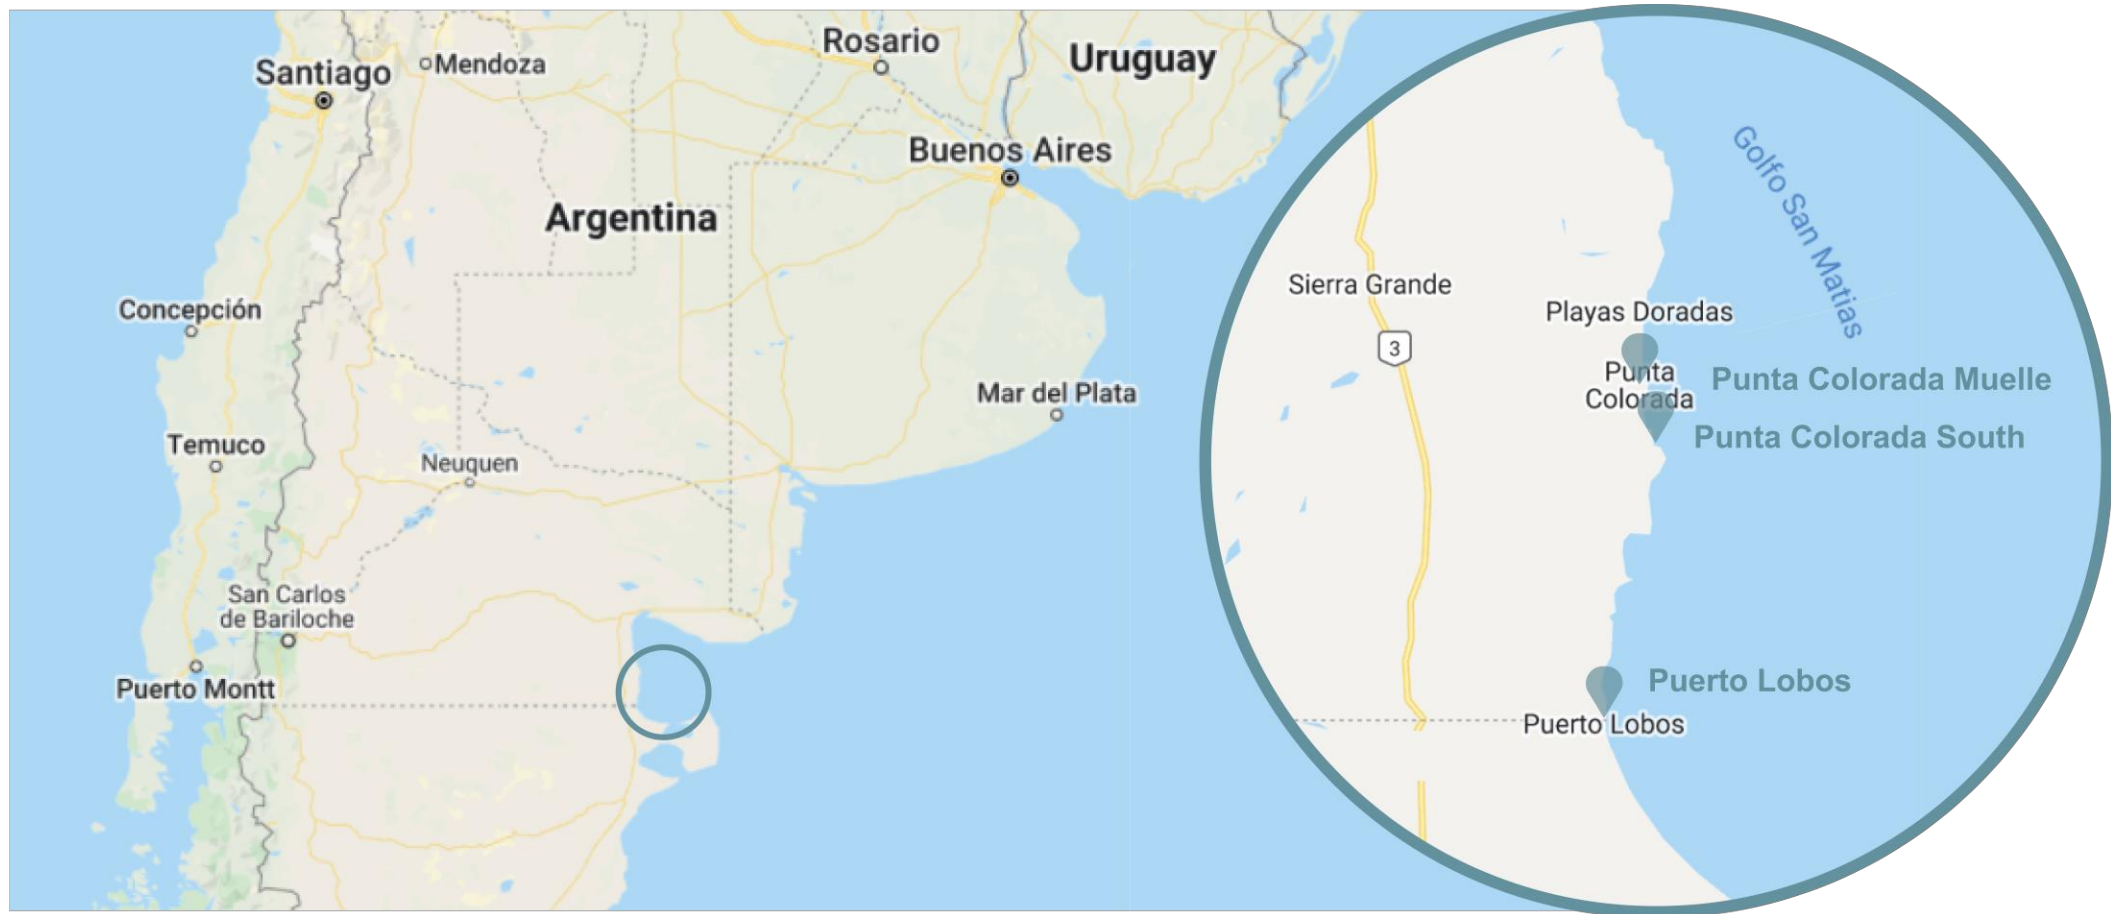 Rosario
Uruguay
Santiago
Mendoza
Buenos Aires
Argentina
Concepción
Mar del Plata
Temuco
Neuquen
San Carlos
de Bariloche
Puerto Montt
Golfo San Matias
Sierra Grande
Playas Doradas
3
Punta
Colorada
Punta Colorada Muelle
Punta Colorada South
Puerto Lobos
Puerto Lobos